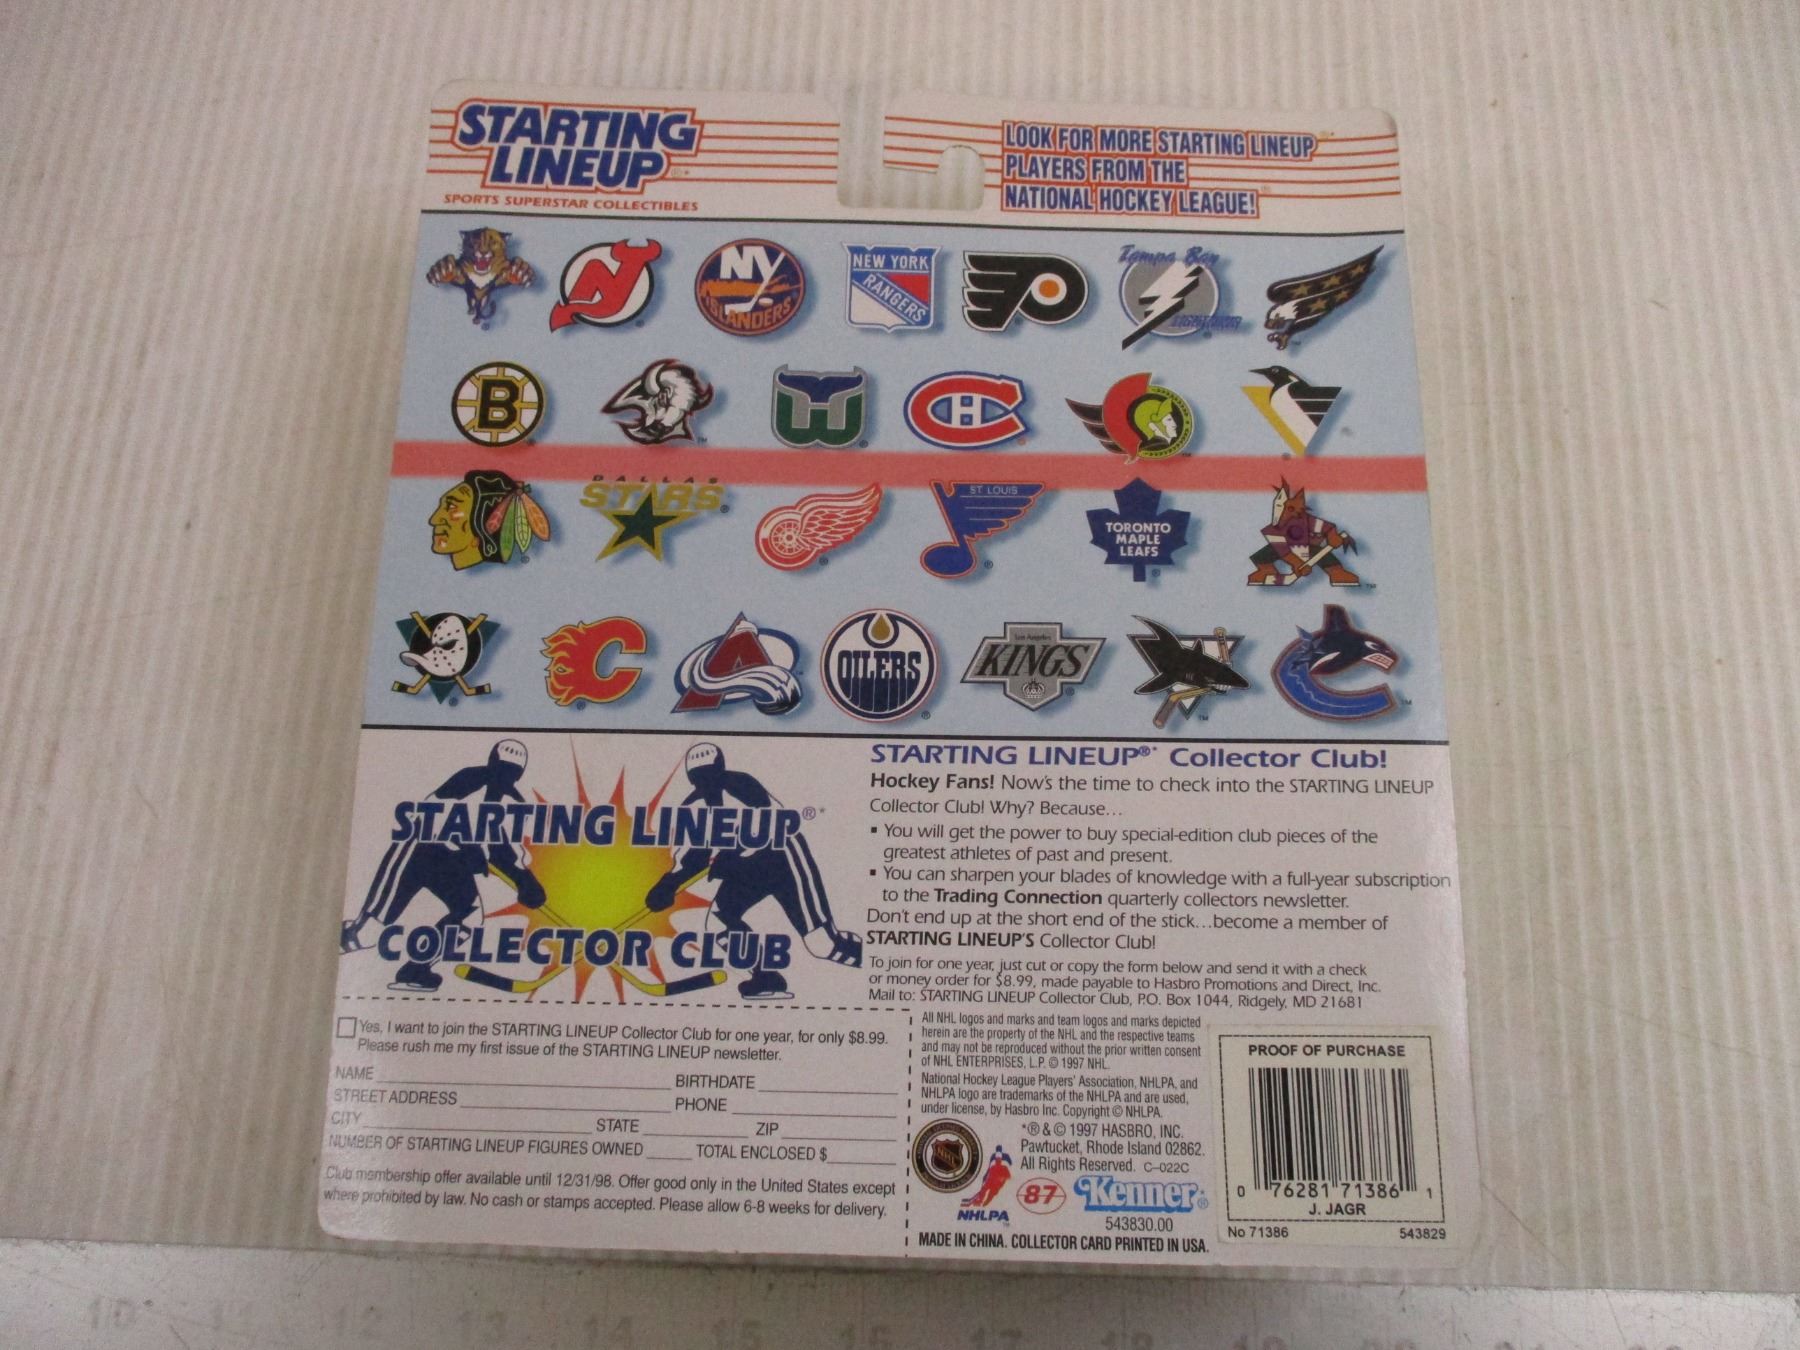 STARTING
LINEUP®*
SPORTS SUPERSTAR COLLECTIBLES
LOOK FOR MORE STARTING LINEUP®*
PLAYERS FROM THE
NATIONAL HOCKEY LEAGUE!®
NY
ISLANDERS
NEW YORK
RANGERS
P
Tampa Bay
LIGHTNING
B
DALLAS
STARS
ST LOUIS
TORONTO
MAPLE
LEAFS
OILERS
Los Angeles
KINGS
STARTING LINEUP®*
COLLECTOR CLUB
STARTING LINEUP®* Collector Club!
Hockey Fans! Now's the time to check into the STARTING LINEUP
Collector Club! Why? Because...
▪ You will get the power to buy special-edition club pieces of the
greatest athletes of past and present.
▪ You can sharpen your blades of knowledge with a full-year subscription
to the Trading Connection quarterly collectors newsletter.
Don't end up at the short end of the stick...become a member of
STARTING LINEUP'S Collector Club!
To join for one year, just cut or copy the form below and send it with a check
or money order for $8.99, made payable to Hasbro Promotions and Direct, Inc.
Mail to: STARTING LINEUP Collector Club, P.O. Box 1044, Ridgely, MD 21681
Yes, I want to join the STARTING LINEUP Collector Club for one year, for only $8.99.
Please rush me my first issue of the STARTING LINEUP newsletter.
NAME BIRTHDATE
STREET ADDRESS PHONE
CITY STATE ZIP
NUMBER OF STARTING LINEUP FIGURES OWNED TOTAL ENCLOSED $
Club membership offer available until 12/31/98. Offer good only in the United States except
where prohibited by law. No cash or stamps accepted. Please allow 6-8 weeks for delivery.
All NHL logos and marks and team logos and marks depicted
herein are the property of the NHL and the respective teams
and may not be reproduced without the prior written consent
of NHL ENTERPRISES, L.P. © 1997 NHL.
National Hockey League Players' Association, NHLPA, and
NHLPA logo are trademarks of the NHLPA and are used,
under license, by Hasbro Inc. Copyright © NHLPA.
*® & © 1997 HASBRO, INC.
Pawtucket, Rhode Island 02862.
All Rights Reserved. C-022C
NHL
NHLPA
87
Kenner®
543830.00
MADE IN CHINA. COLLECTOR CARD PRINTED IN USA.
PROOF OF PURCHASE
0 76281 71386 1
J. JAGR
No 71386 543829
10 11 12 13 14 15 16 17 18 19